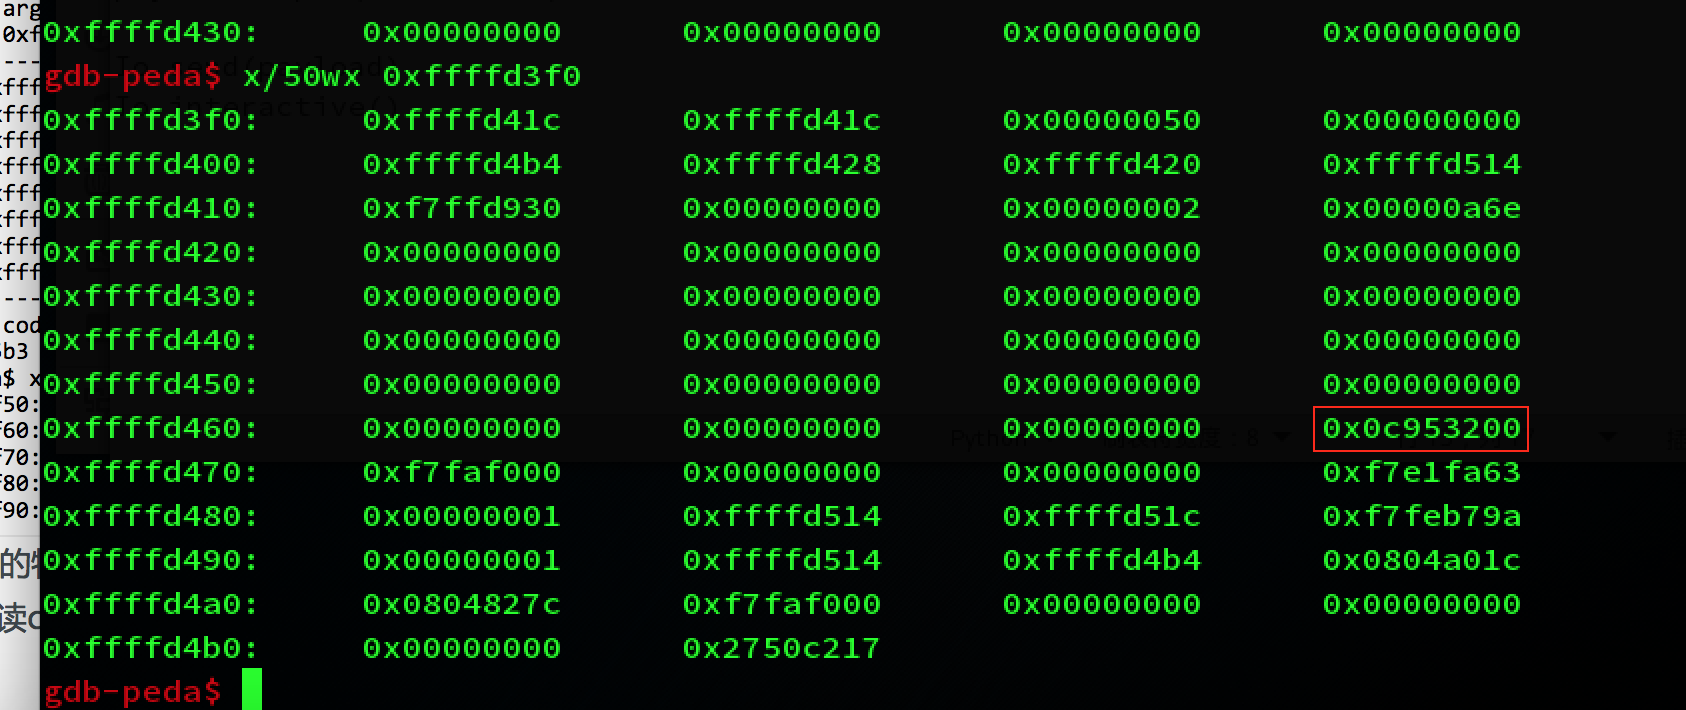 arg
0xffffd430: 0x00000000 0x00000000 0x00000000 0x00000000
0xf
gdb-peda$ x/50wx 0xffffd3f0
0xffffd3f0: 0xffffd41c 0xffffd41c 0x00000050 0x00000000
0xffffd400: 0xffffd4b4 0xffffd428 0xffffd420 0xffffd514
0xffffd410: 0xf7ffd930 0x00000000 0x00000002 0x00000a6e
0xffffd420: 0x00000000 0x00000000 0x00000000 0x00000000
0xffffd430: 0x00000000 0x00000000 0x00000000 0x00000000
0xffffd440: 0x00000000 0x00000000 0x00000000 0x00000000
0xffffd450: 0x00000000 0x00000000 0x00000000 0x00000000
0xffffd460: 0x00000000 0x00000000 0x00000000 0x0c953200
0xffffd470: 0xf7faf000 0x00000000 0x00000000 0xf7e1fa63
0xffffd480: 0x00000001 0xffffd514 0xffffd51c 0xf7feb79a
0xffffd490: 0x00000001 0xffffd514 0xffffd4b4 0x0804a01c
0xffffd4a0: 0x0804827c 0xf7faf000 0x00000000 0x00000000
0xffffd4b0: 0x00000000 0x2750c217
gdb-peda$